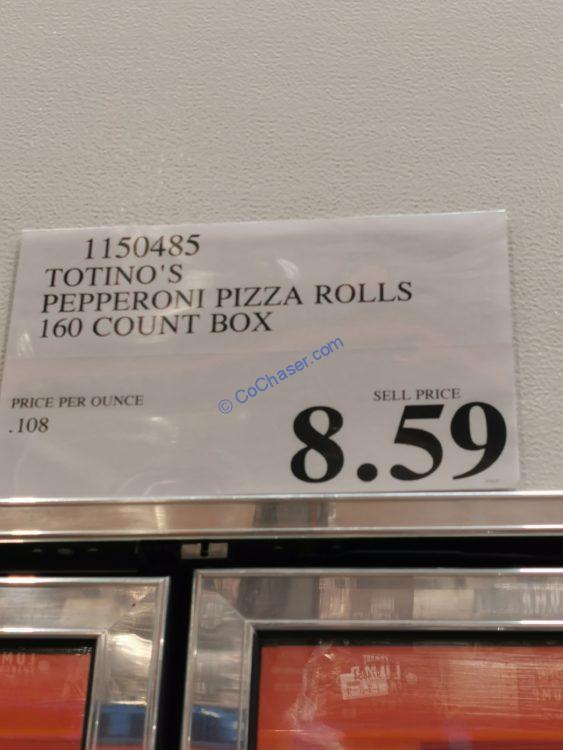 1150485
TOTINO'S
PEPPERONI PIZZA ROLLS
160 COUNT BOX
© CoChaser.com
PRICE PER OUNCE
.108
SELL PRICE
8.59